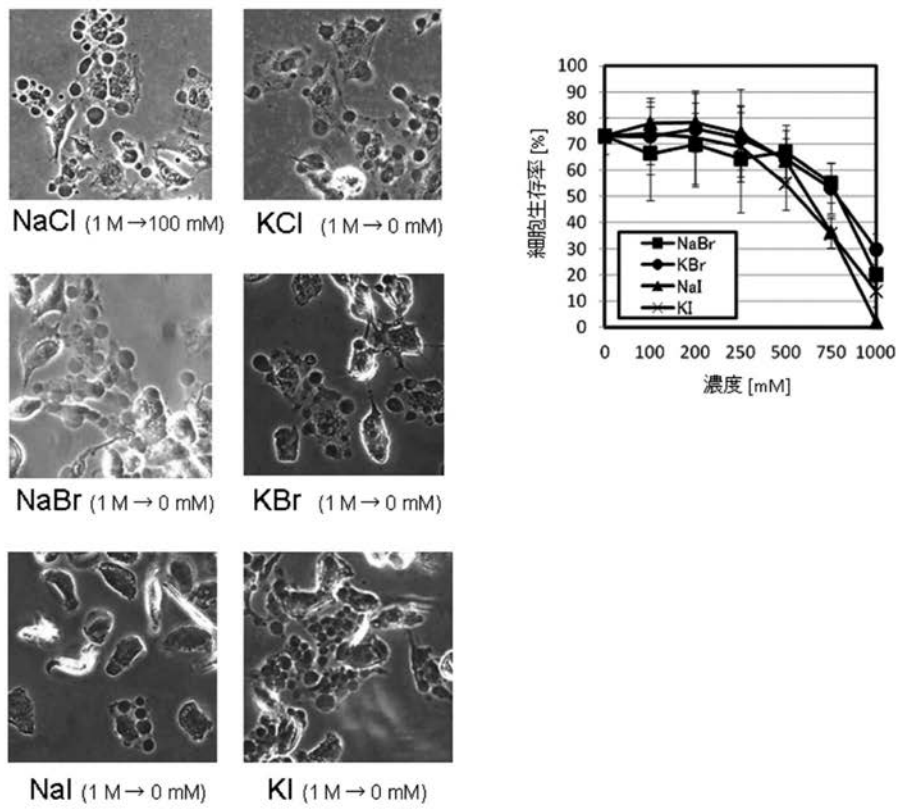 NaCl (1 M→100 mM)
KCl (1 M→0 mM)
NaBr (1 M→0 mM)
KBr (1 M→0 mM)
NaI (1 M→0 mM)
KI (1 M→0 mM)
細胞生存率 [%]
100
90
80
70
60
50
40
30
20
10
0
NaBr
KBr
NaI
KI
0 100 200 250 500 750 1000
濃度 [mM]